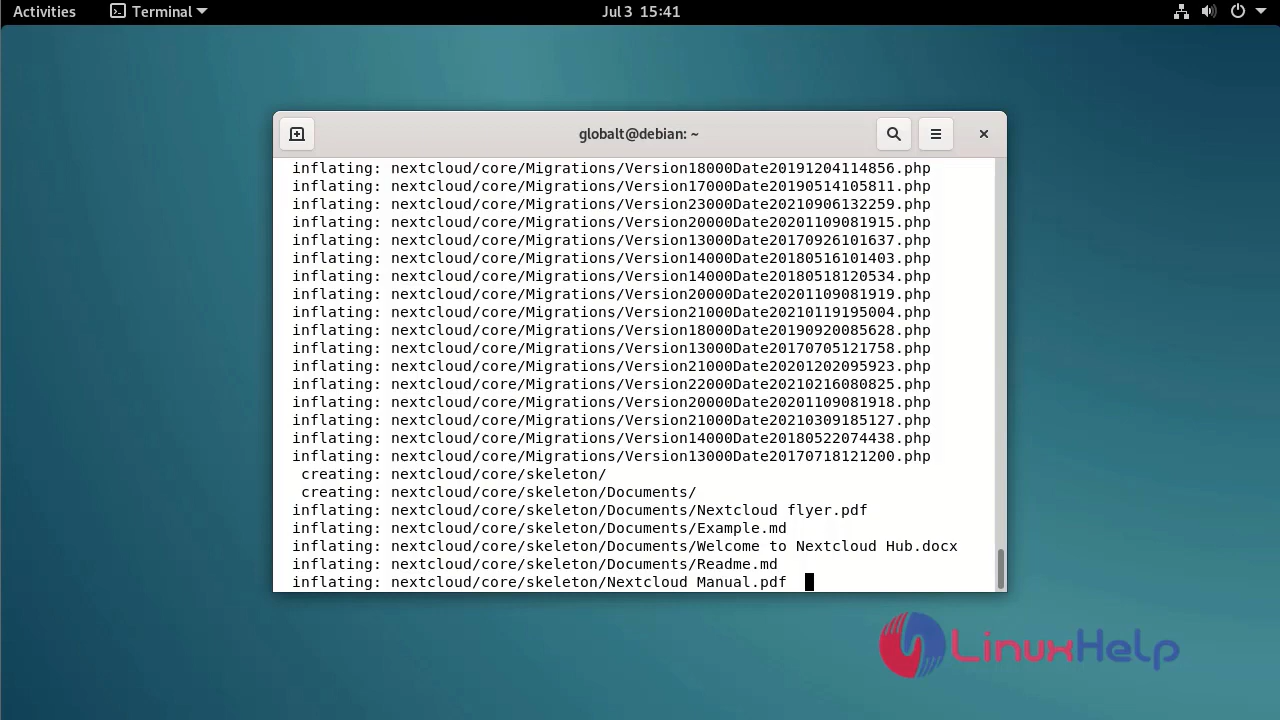 Activities Terminal Jul 3 15:41
globalt@debian: ~
inflating: nextcloud/core/Migrations/Version18000Date20191204114856.php
inflating: nextcloud/core/Migrations/Version17000Date20190514105811.php
inflating: nextcloud/core/Migrations/Version23000Date20210906132259.php
inflating: nextcloud/core/Migrations/Version20000Date20201109081915.php
inflating: nextcloud/core/Migrations/Version13000Date20170926101637.php
inflating: nextcloud/core/Migrations/Version14000Date20180516101403.php
inflating: nextcloud/core/Migrations/Version14000Date20180518120534.php
inflating: nextcloud/core/Migrations/Version20000Date20201109081919.php
inflating: nextcloud/core/Migrations/Version21000Date20210119195004.php
inflating: nextcloud/core/Migrations/Version18000Date20190920085628.php
inflating: nextcloud/core/Migrations/Version13000Date20170705121758.php
inflating: nextcloud/core/Migrations/Version21000Date20201202095923.php
inflating: nextcloud/core/Migrations/Version22000Date20210216080825.php
inflating: nextcloud/core/Migrations/Version20000Date20201109081918.php
inflating: nextcloud/core/Migrations/Version21000Date20210309185127.php
inflating: nextcloud/core/Migrations/Version14000Date20180522074438.php
inflating: nextcloud/core/Migrations/Version13000Date20170718121200.php
creating: nextcloud/core/skeleton/
creating: nextcloud/core/skeleton/Documents/
inflating: nextcloud/core/skeleton/Documents/Nextcloud flyer.pdf
inflating: nextcloud/core/skeleton/Documents/Example.md
inflating: nextcloud/core/skeleton/Documents/Welcome to Nextcloud Hub.docx
inflating: nextcloud/core/skeleton/Documents/Readme.md
inflating: nextcloud/core/skeleton/Nextcloud Manual.pdf
LinuxHelp